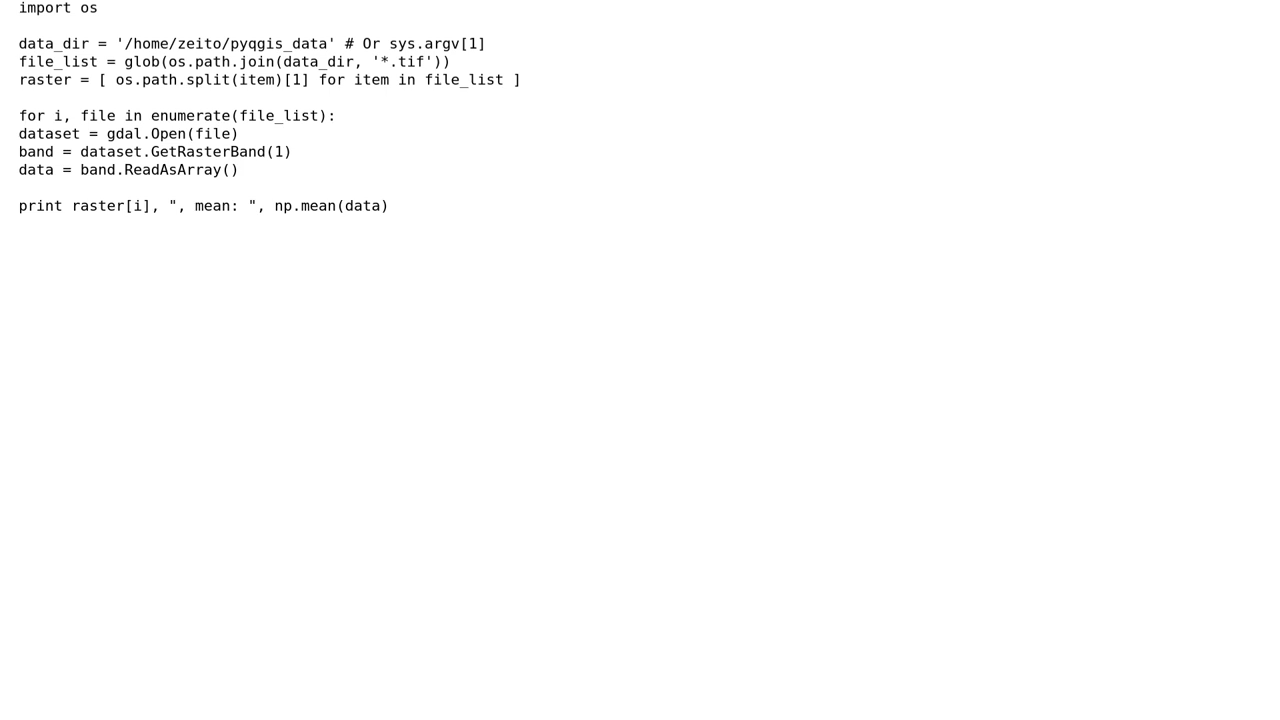 import os
data_dir = '/home/zeito/pyqgis_data' # Or sys.argv[1]
file_list = glob(os.path.join(data_dir, '*.tif'))
raster = [ os.path.split(item)[1] for item in file_list ]
for i, file in enumerate(file_list):
dataset = gdal.Open(file)
band = dataset.GetRasterBand(1)
data = band.ReadAsArray()
print raster[i], ", mean: ", np.mean(data)